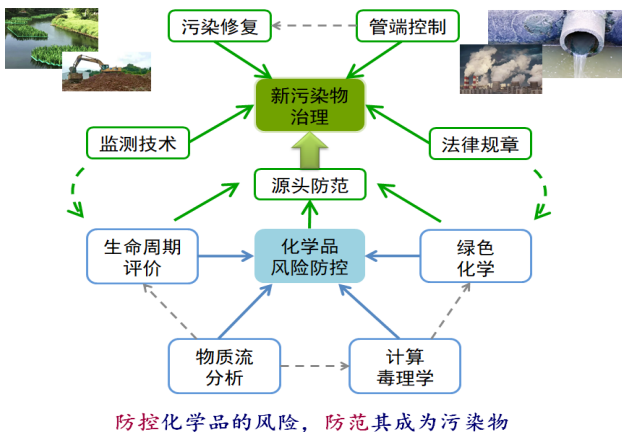 污染修复
管端控制
新污染物
治理
监测技术
法律规章
源头防范
生命周期
评价
化学品
风险防控
绿色
化学
物质流
分析
计算
毒理学
防控化学品的风险，防范其成为污染物